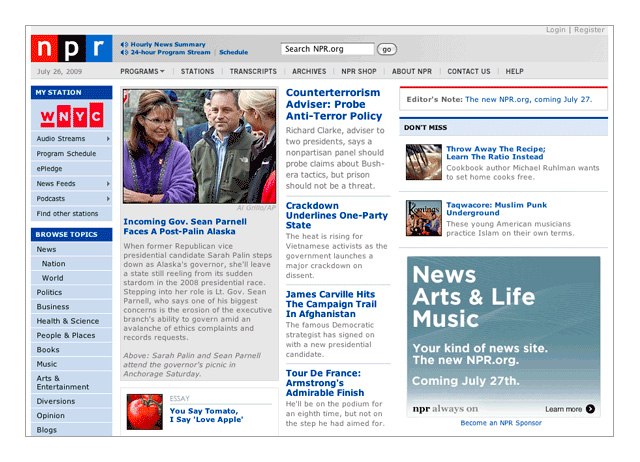 Login | Register
npr
Hourly News Summary
24-hour Program Stream | Schedule
Search NPR.org
go
July 26, 2009
PROGRAMS | STATIONS | TRANSCRIPTS | ARCHIVES | NPR SHOP | ABOUT NPR | CONTACT US | HELP
MY STATION
WNYC
Audio Streams
Program Schedule
ePledge
News Feeds
Podcasts
Find other stations
BROWSE TOPICS
News
Nation
World
Politics
Business
Health & Science
People & Places
Books
Music
Arts &
Entertainment
Diversions
Opinion
Blogs
Al Grillo/AP
Incoming Gov. Sean Parnell
Faces A Post-Palin Alaska
When former Republican vice
presidential candidate Sarah Palin steps
down as Alaska's governor, she'll leave
a state still reeling from its sudden
stardom in the 2008 presidential race.
Stepping into her role is Lt. Gov. Sean
Parnell, who says one of his biggest
concerns is the erosion of the executive
branch's ability to govern amid an
avalanche of ethics complaints and
records requests.
Above: Sarah Palin and Sean Parnell
attend the governor's picnic in
Anchorage Saturday.
ESSAY
You Say Tomato,
I Say 'Love Apple'
Counterterrorism
Adviser: Probe
Anti-Terror Policy
Richard Clarke, adviser to
two presidents, says a
nonpartisan panel should
probe claims about Bush-
era tactics, but prison
should not be a threat.
Crackdown
Underlines One-Party
State
The heat is rising for
Vietnamese activists as the
government launches a
major crackdown on
dissent.
James Carville Hits
The Campaign Trail
In Afghanistan
The famous Democratic
strategist has signed on
with a new presidential
candidate.
Tour De France:
Armstrong's
Admirable Finish
He'll be on the podium for
an eighth time, but not on
the step he had aimed for.
Editor's Note: The new NPR.org, coming July 27.
DON'T MISS
Throw Away The Recipe;
Learn The Ratio Instead
Cookbook author Michael Ruhlman wants
to set home cooks free.
Taqwacore: Muslim Punk
Underground
These young American musicians
practice Islam on their own terms.
News
Arts & Life
Music
Your kind of news site.
The new NPR.org.
Coming July 27th.
npr always on
Learn more
Become an NPR Sponsor